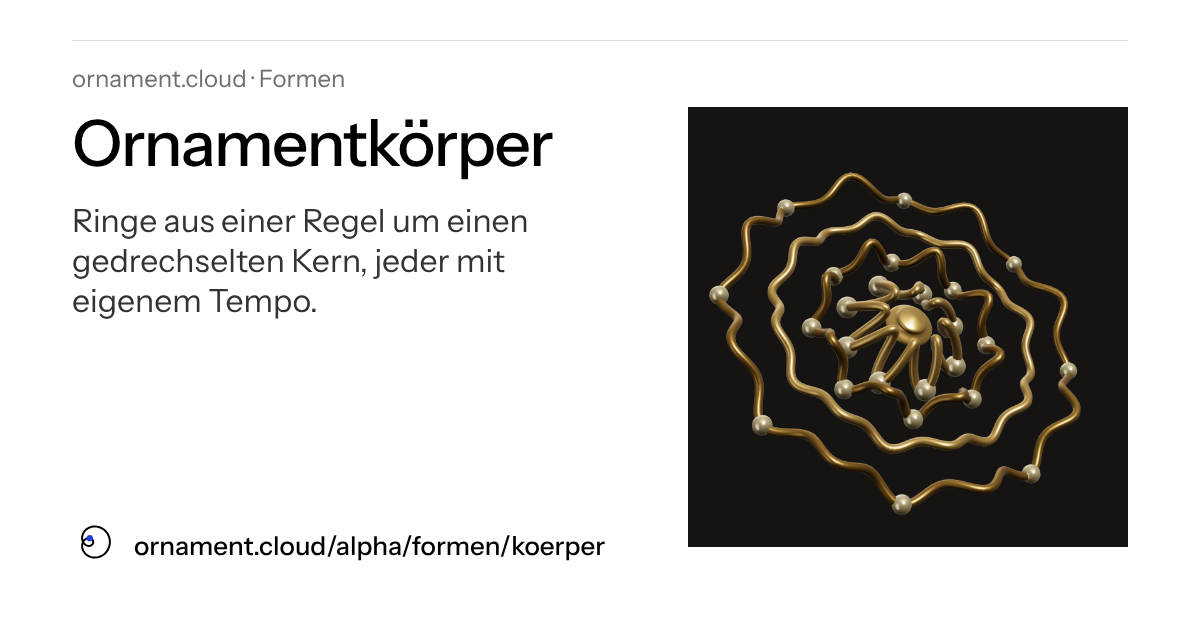 ornament.cloud · Formen
Ornamentkörper
Ringe aus einer Regel um einen
gedrechselten Kern, jeder mit
eigenem Tempo.
ornament.cloud/alpha/formen/koerper